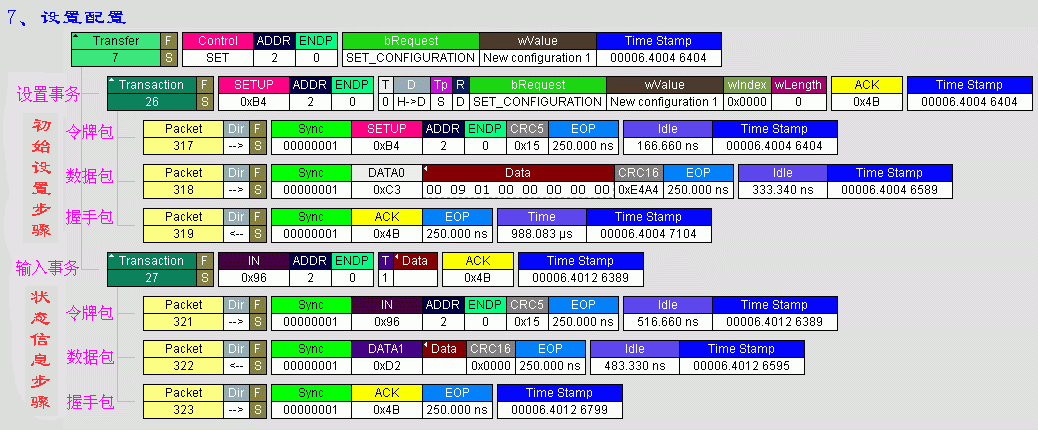 7、设置配置
Transfer F Control ADDR ENDP bRequest wValue Time Stamp
7 S SET 2 0 SET_CONFIGURATION New configuration 1 00006.4004 6404
设置事务 Transaction F SETUP ADDR ENDP T D Tp R bRequest wValue wIndex wLength ACK Time Stamp
26 S 0xB4 2 0 0 H->D S D SET_CONFIGURATION New configuration 1 0x0000 0 0x4B 00006.4004 6404
初始设置步骤
令牌包 Packet Dir F Sync SETUP ADDR ENDP CRC5 EOP Idle Time Stamp
317 --> S 00000001 0xB4 2 0 0x15 250.000 ns 166.660 ns 00006.4004 6404
数据包 Packet Dir F Sync DATA0 Data CRC16 EOP Idle Time Stamp
318 --> S 00000001 0xC3 00 09 01 00 00 00 00 00 0xE4A4 250.000 ns 333.340 ns 00006.4004 6589
握手包 Packet Dir F Sync ACK EOP Time Time Stamp
319 <-- S 00000001 0x4B 250.000 ns 988.083 µs 00006.4004 7104
输入事务 Transaction F IN ADDR ENDP T Data ACK Time Stamp
27 S 0x96 2 0 1 0x4B 00006.4012 6389
状态信息步骤
令牌包 Packet Dir F Sync IN ADDR ENDP CRC5 EOP Idle Time Stamp
321 --> S 00000001 0x96 2 0 0x15 250.000 ns 516.660 ns 00006.4012 6389
数据包 Packet Dir F Sync DATA1 Data CRC16 EOP Idle Time Stamp
322 <-- S 00000001 0xD2 0x0000 250.000 ns 483.330 ns 00006.4012 6595
握手包 Packet Dir F Sync ACK EOP Time Stamp
323 --> S 00000001 0x4B 250.000 ns 00006.4012 6799